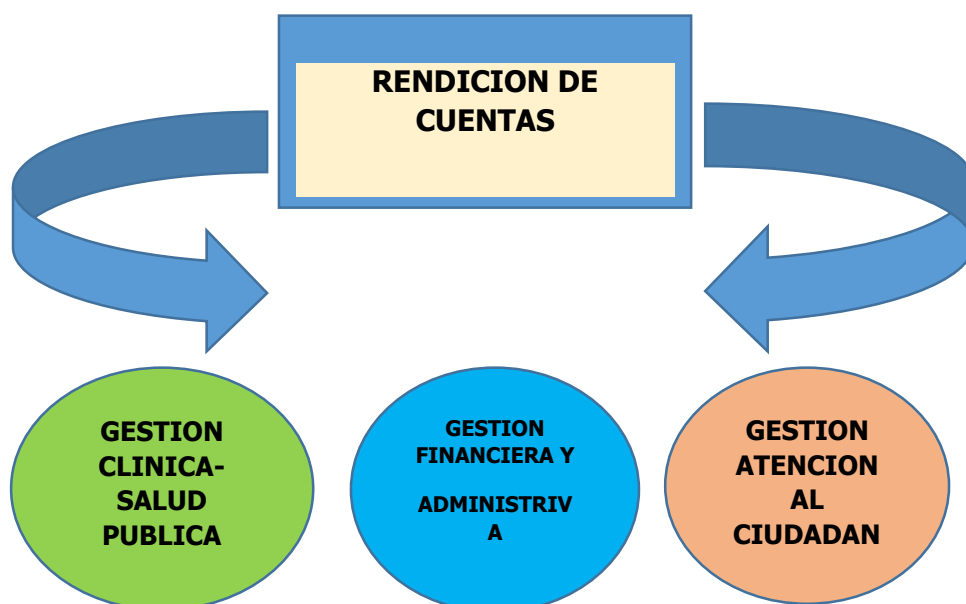 RENDICION DE
CUENTAS
GESTION
CLINICA-
SALUD
PUBLICA
GESTION
FINANCIERA Y
ADMINISTRIV
A
GESTION
ATENCION
AL
CIUDADAN